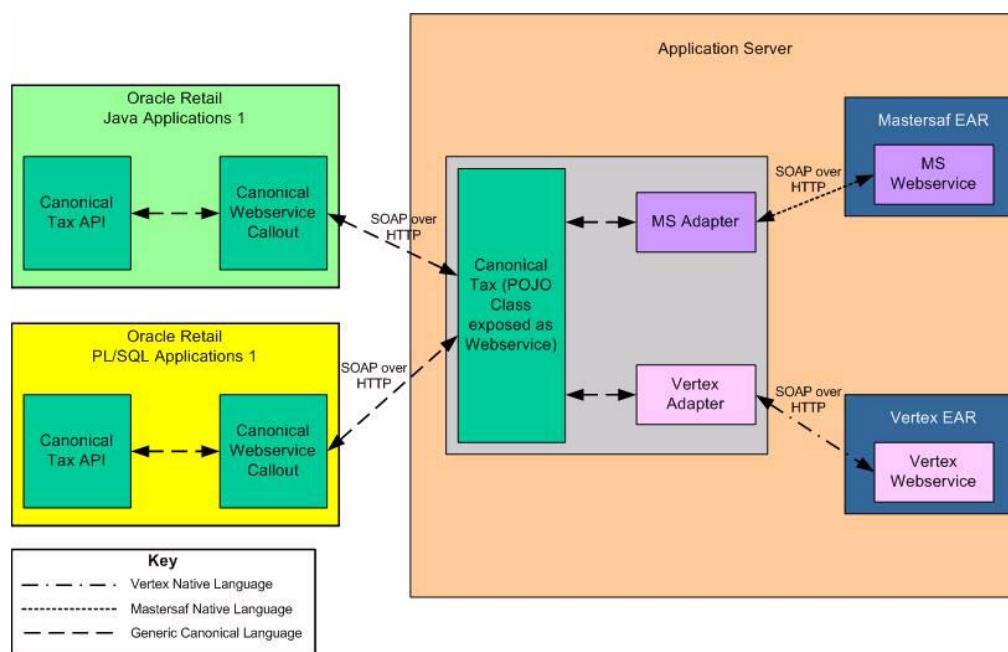 Application Server
Oracle Retail
Java Applications 1
Canonical
Tax API
Canonical
Webservice
Callout
SOAP over
HTTP
Oracle Retail
PL/SQL Applications 1
Canonical
Tax API
Canonical
Webservice
Callout
SOAP over
HTTP
Canonical
Tax (POJO
Class
exposed as
Webservice)
MS Adapter
Vertex
Adapter
SOAP over
HTTP
Mastersaf EAR
MS
Webservice
SOAP over
HTTP
Vertex EAR
Vertex
Webservice
Key
Vertex Native Language
Mastersaf Native Language
Generic Canonical Language